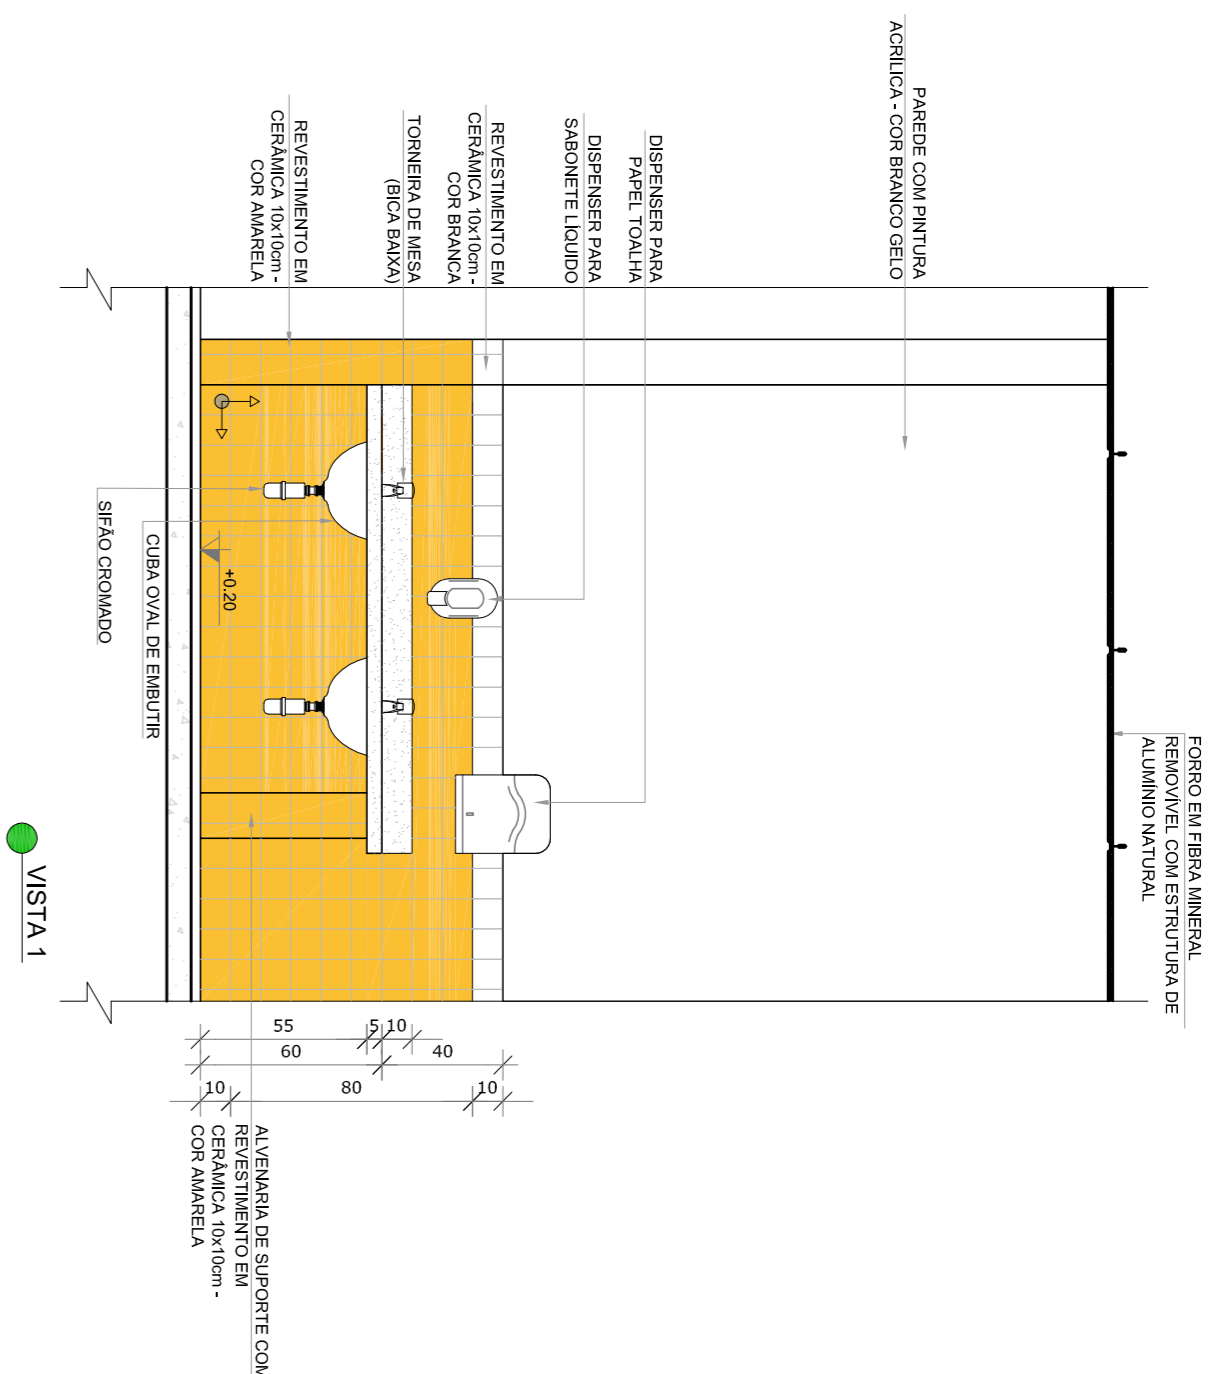 FORRO EM FIBRA MINERAL
REMOVÍVEL COM ESTRUTURA DE
ALUMÍNIO NATURAL
PAREDE COM PINTURA
ACRÍLICA - COR BRANCO GELO
DISPENSER PARA
PAPEL TOALHA
DISPENSER PARA
SABONETE LÍQUIDO
REVESTIMENTO EM
CERÂMICA 10x10cm -
COR BRANCA
TORNEIRA DE MESA
(BICA BAIXA)
REVESTIMENTO EM
CERÂMICA 10x10cm -
COR AMARELA
+0.20
CUBA OVAL DE EMBUTIR
SIFÃO CROMADO
10
40
5
55
60
10
80
10
ALVENARIA DE SUPORTE COM
REVESTIMENTO EM
CERÂMICA 10x10cm -
COR AMARELA
VISTA 1